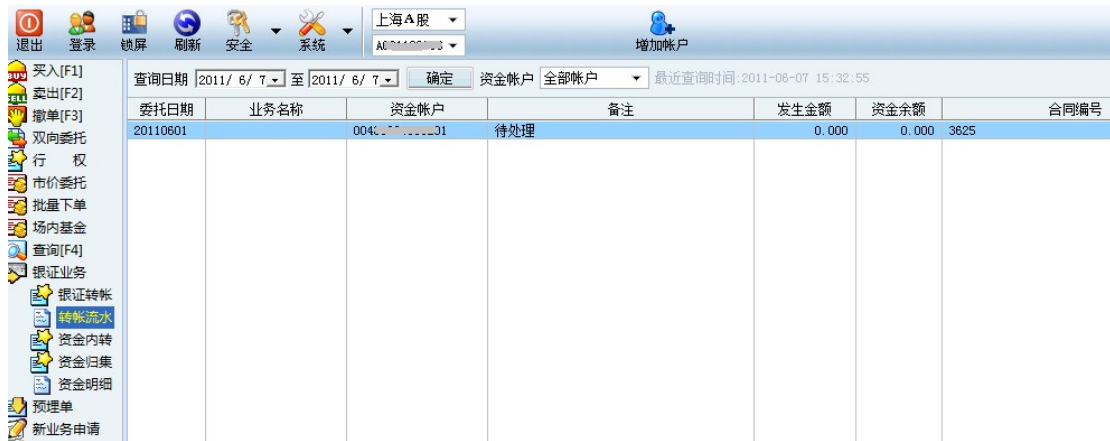 退出 登录 锁屏 刷新 安全 系统 上海A股 增加帐户
买入[F1]
查询日期 2011/ 6/ 7 至 2011/ 6/ 7 确定 资金帐户 全部帐户 最近查询时间:2011-06-07 15:32:55
卖出[F2]
委托日期 业务名称 资金帐户 备注 发生金额 资金余额 合同编号
撤单[F3]
20110601 待处理 0.000 0.000 3625
双向委托
行 权
市价委托
批量下单
场内基金
查询[F4]
银证业务
银证转帐
转帐流水
资金内转
资金归集
资金明细
预埋单
新业务申请